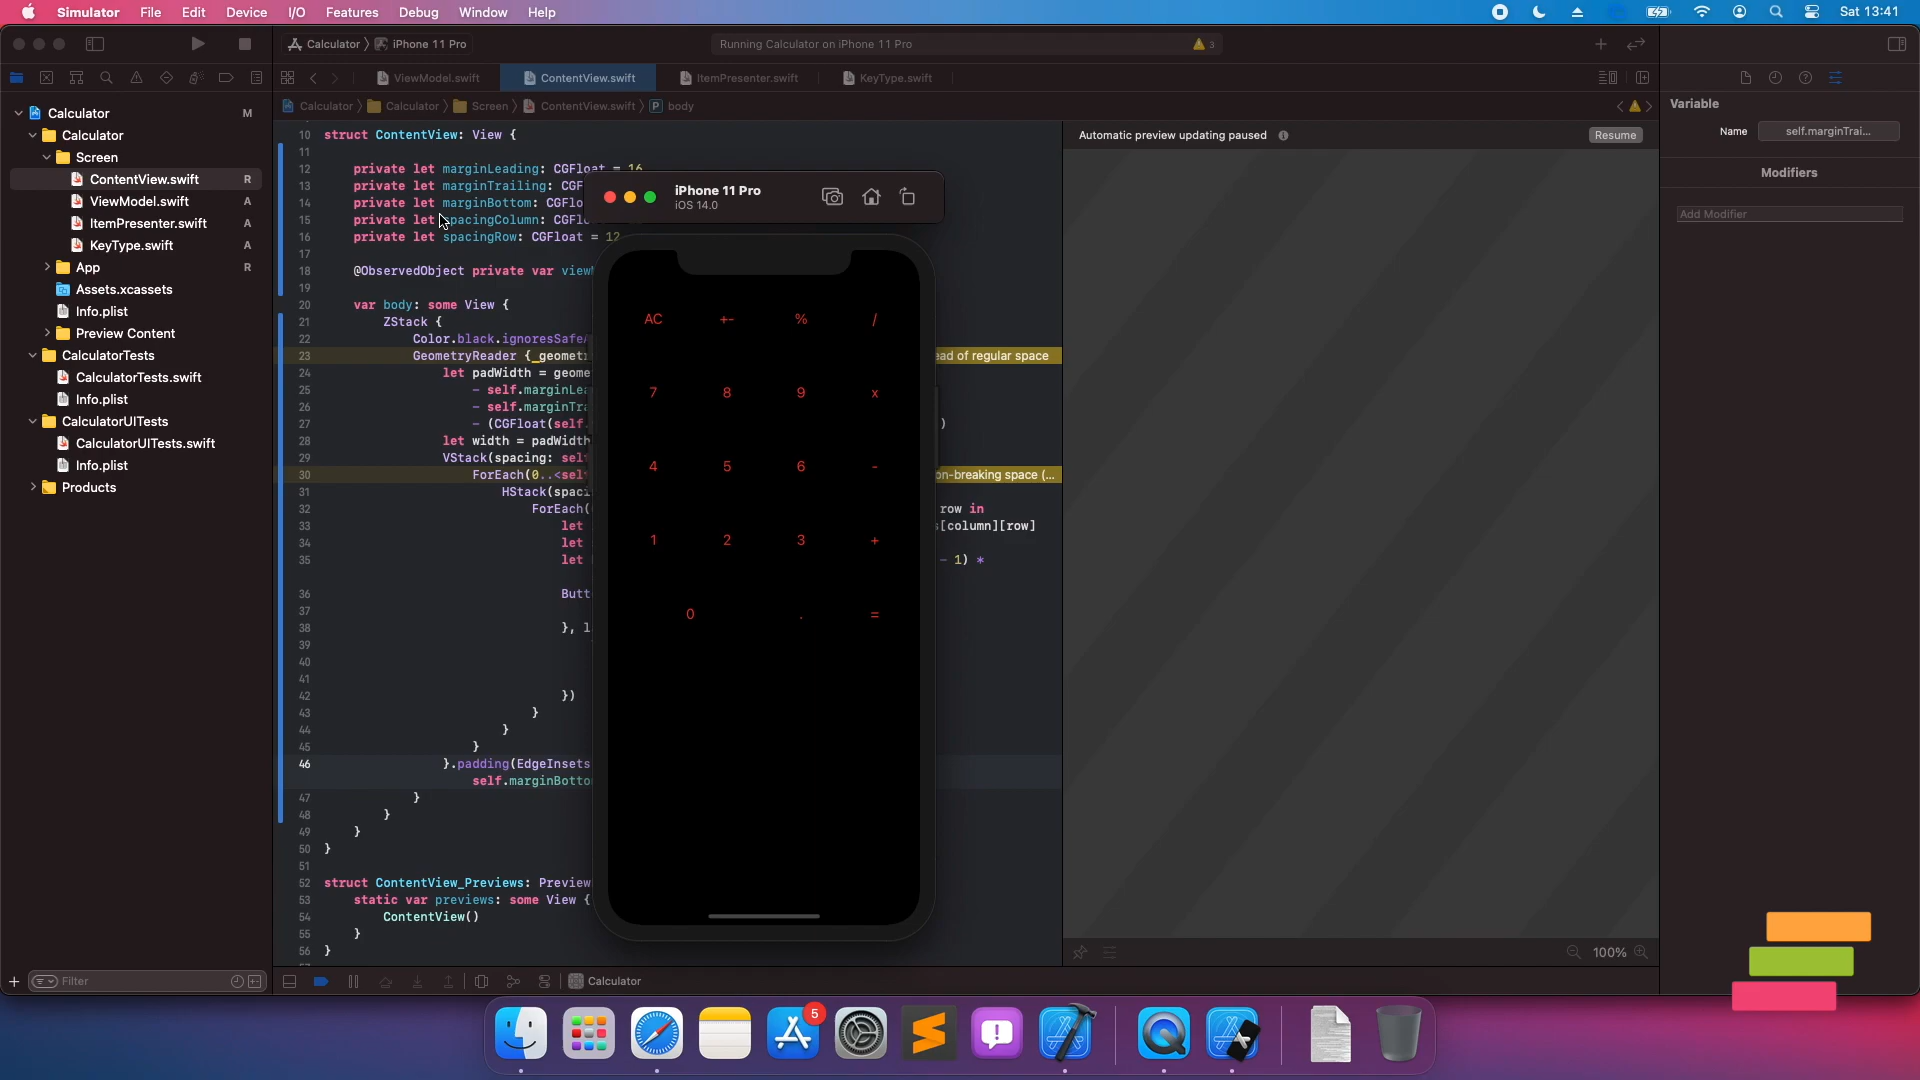 Simulator File Edit Device I/O Features Debug Window Help Sat 13:41
Calculator iPhone 11 Pro Running Calculator on iPhone 11 Pro 3
ViewModel.swift ContentView.swift ItemPresenter.swift KeyType.swift
Calculator Calculator Screen ContentView.swift P body
Calculator M
Calculator
Screen
ContentView.swift R
ViewModel.swift A
ItemPresenter.swift A
KeyType.swift A
App R
Assets.xcassets
Info.plist
Preview Content
CalculatorTests
CalculatorTests.swift
Info.plist
CalculatorUITests
CalculatorUITests.swift
Info.plist
Products
Filter
10 struct ContentView: View {
11
12 private let marginLeading: CGFloat = 16
13 private let marginTrailing: CGF
14 private let marginBottom: CGFlo
15 private let spacingColumn: CGFl
16 private let spacingRow: CGFloat = 12
17
18 @ObservedObject private var view
19
20 var body: some View {
21 ZStack {
22 Color.black.ignoresSafe
23 GeometryReader { geomet ead of regular space
24 let padWidth = geome
25 - self.marginLea
26 - self.marginTra
27 - (CGFloat(self. )
28 let width = padWidth
29 VStack(spacing: sel
30 ForEach(0..<sel on-breaking space (...
31 HStack(spaci
32 ForEach( row in
33 let s[column][row]
34 let
35 let - 1) *
36 Butt
37
38 }, l
39
40
41
42 })
43 }
44 }
45 }
46 }.padding(EdgeInsets
self.marginBotto
47 }
48 }
49 }
50 }
51
52 struct ContentView_Previews: Preview
53 static var previews: some View {
54 ContentView()
55 }
56 }
Calculator
iPhone 11 Pro
iOS 14.0
AC +- % /
7 8 9 x
4 5 6 -
1 2 3 +
0 . =
Automatic preview updating paused Resume
100%
Variable
Name self.marginTrai...
Modifiers
Add Modifier
5